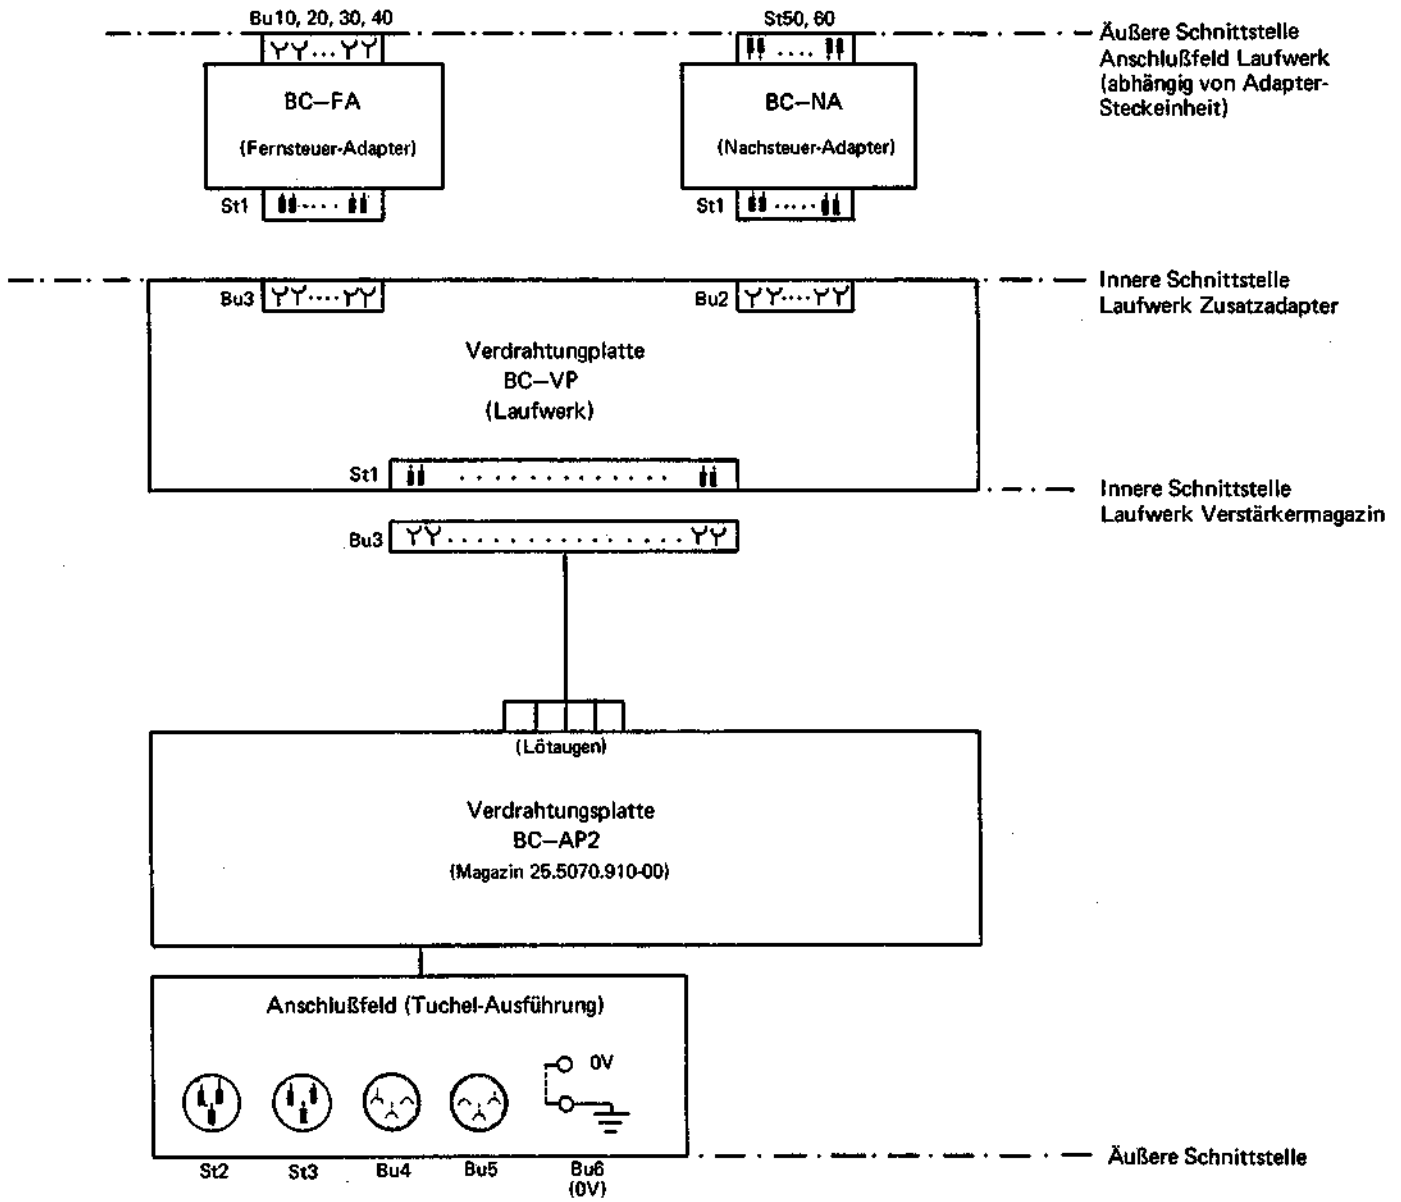 Bu10, 20, 30, 40
St50, 60
Äußere Schnittstelle
Anschlußfeld Laufwerk
(abhängig von Adapter-
Steckeinheit)
BC–FA
(Fernsteuer-Adapter)
BC–NA
(Nachsteuer-Adapter)
St1
St1
Innere Schnittstelle
Laufwerk Zusatzadapter
Bu3
Bu2
Verdrahtungplatte
BC–VP
(Laufwerk)
St1
Innere Schnittstelle
Laufwerk Verstärkermagazin
Bu3
(Lötaugen)
Verdrahtungsplatte
BC–AP2
(Magazin 25.5070.910-00)
Anschlußfeld (Tuchel-Ausführung)
0V
St2
St3
Bu4
Bu5
Bu6
(0V)
Äußere Schnittstelle